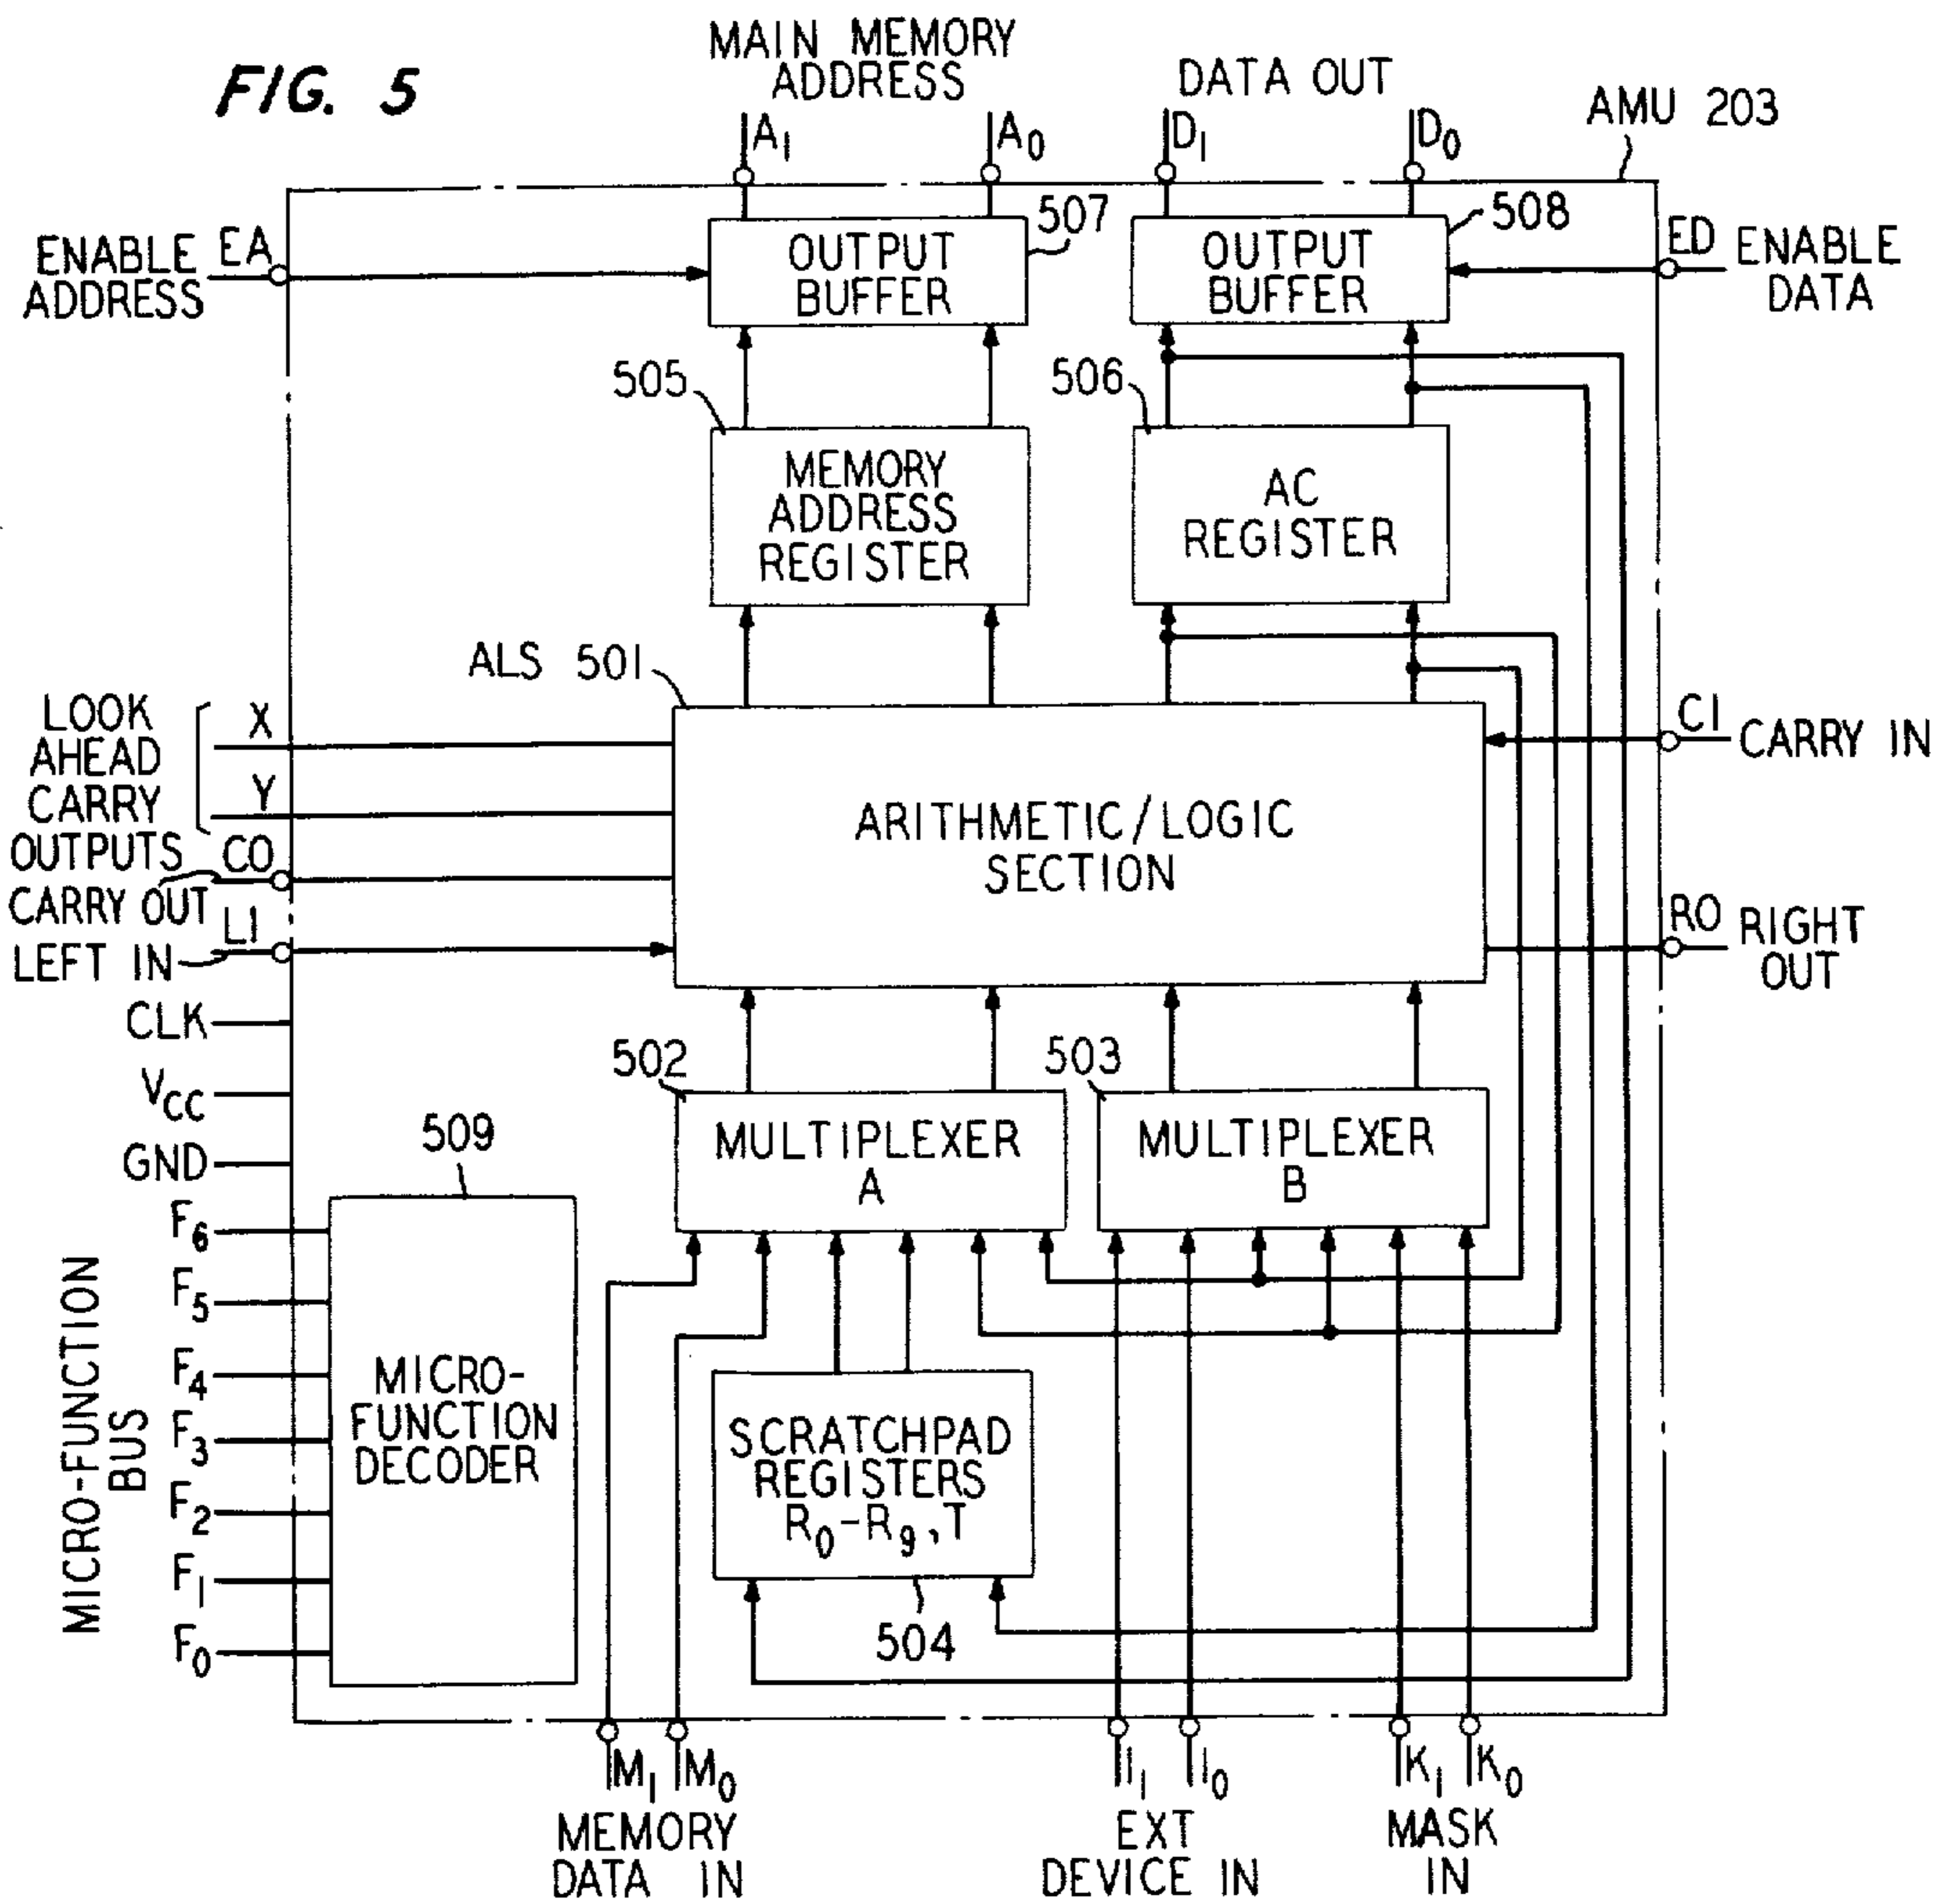 FIG. 5
MAIN MEMORY
ADDRESS
DATA OUT
AMU 203
A1
A0
D1
D0
507
508
ENABLE
ADDRESS
EA
OUTPUT
BUFFER
OUTPUT
BUFFER
ED
ENABLE
DATA
505
506
MEMORY
ADDRESS
REGISTER
AC
REGISTER
ALS 501
LOOK
AHEAD
CARRY
OUTPUTS
X
Y
CO
CARRY OUT
LI
LEFT IN
ARITHMETIC/LOGIC
SECTION
CI
CARRY IN
RO
RIGHT
OUT
CLK
VCC
GND
502
503
MULTIPLEXER
A
MULTIPLEXER
B
509
MICRO-FUNCTION
BUS
F6
F5
F4
F3
F2
F1
F0
MICRO-
FUNCTION
DECODER
SCRATCHPAD
REGISTERS
R0-R9, T
504
M1
M0
I1
I0
K1
K0
MEMORY
DATA IN
EXT
DEVICE IN
MASK
IN